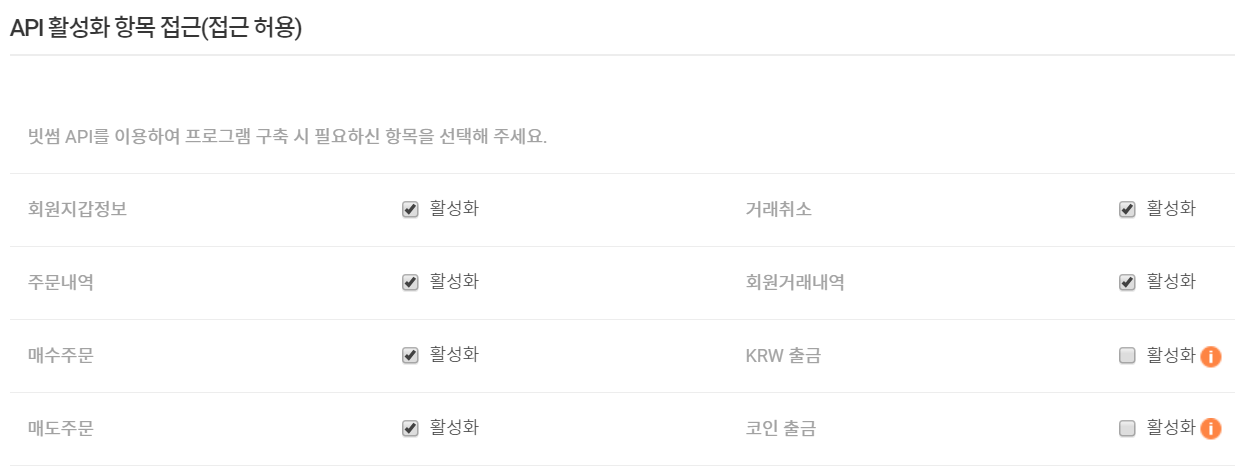 API 활성화 항목 접근(접근 허용)
빗썸 API를 이용하여 프로그램 구축 시 필요하신 항목을 선택해 주세요.
회원지갑정보 활성화 거래취소 활성화
주문내역 활성화 회원거래내역 활성화
매수주문 활성화 KRW 출금 활성화 i
매도주문 활성화 코인 출금 활성화 i